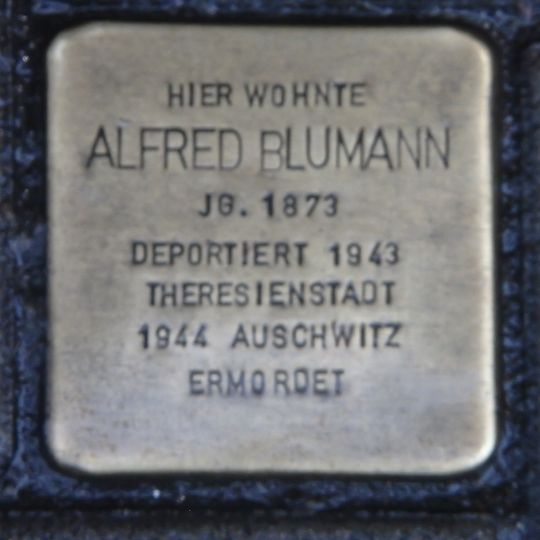 HIER WOHNTE
ALFRED BLUMANN
JG. 1873
DEPORTIERT 1943
THERESIENSTADT
1944 AUSCHWITZ
ERMORDET